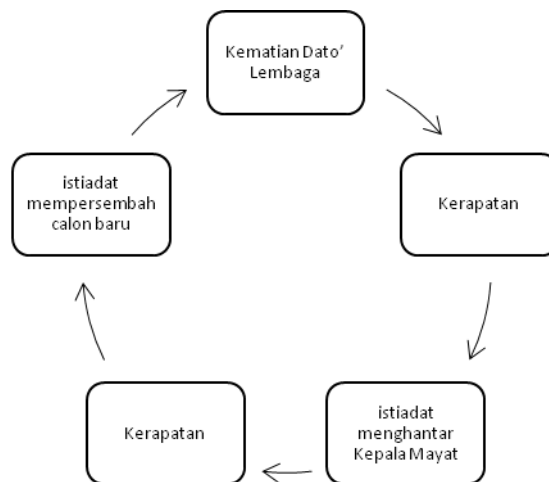 Kematian Dato'
Lembaga
Kerapatan
istiadat
menghantar
Kepala Mayat
Kerapatan
istiadat
mempersembah
calon baru